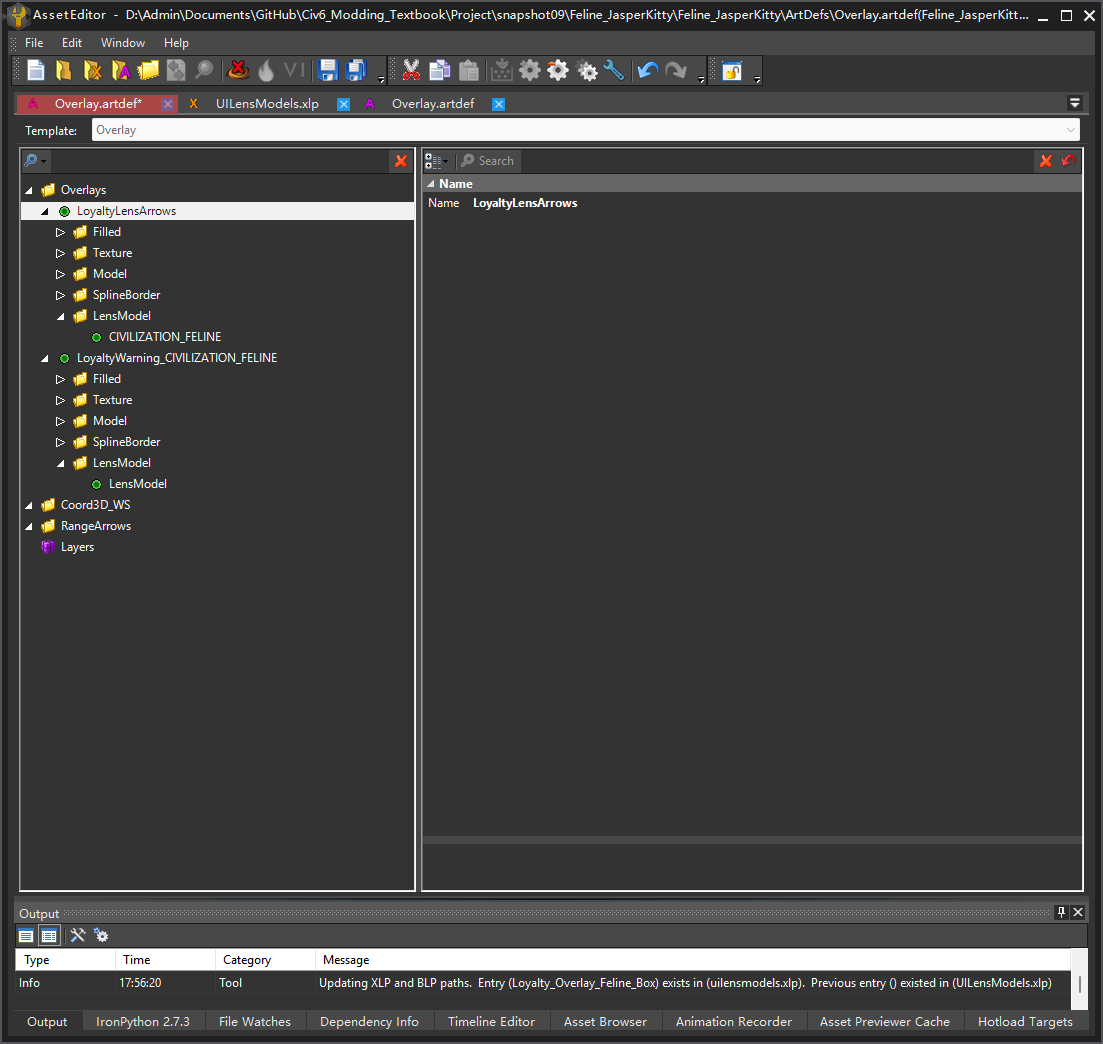 AssetEditor - D:\Admin\Documents\GitHub\Civ6_Modding_Textbook\Project\snapshot09\Feline_JasperKitty\Feline_JasperKitty\ArtDefs\Overlay.artdef(Feline_JasperKitt...
File Edit Window Help
VI
Overlay.artdef* UILensModels.xlp Overlay.artdef
Template: Overlay
Search
Overlays
LoyaltyLensArrows
Filled
Texture
Model
SplineBorder
LensModel
CIVILIZATION_FELINE
LoyaltyWarning_CIVILIZATION_FELINE
Filled
Texture
Model
SplineBorder
LensModel
LensModel
Coord3D_WS
RangeArrows
Layers
Name
Name LoyaltyLensArrows
Output
Type Time Category Message
Info 17:56:20 Tool Updating XLP and BLP paths. Entry (Loyalty_Overlay_Feline_Box) exists in (uilensmodels.xlp). Previous entry () existed in (UILensModels.xlp)
Output IronPython 2.7.3 File Watches Dependency Info Timeline Editor Asset Browser Animation Recorder Asset Previewer Cache Hotload Targets